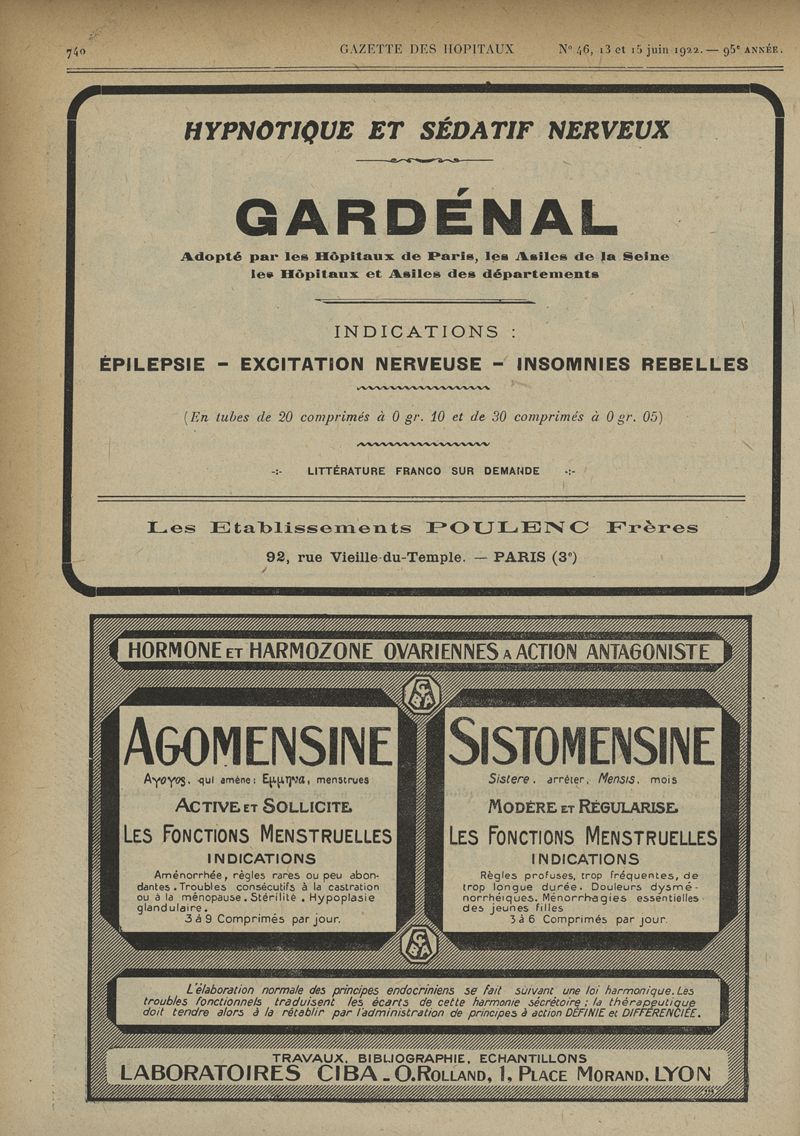 740
GAZETTE DES HOPITAUX
N° 46, 13 et 15 juin 1922. — 95e ANNÉE.
HYPNOTIQUE ET SÉDATIF NERVEUX
GARDÉNAL
Adopté par les Hôpitaux de Paris, les Asiles de la Seine
les Hôpitaux et Asiles des départements
INDICATIONS :
ÉPILEPSIE – EXCITATION NERVEUSE – INSOMNIES REBELLES
(En tubes de 20 comprimés à 0 gr. 10 et de 30 comprimés à 0 gr. 05)
-:- LITTÉRATURE FRANCO SUR DEMANDE -:-
Les Etablissements POULENC Frères
92, rue Vieille-du-Temple. — PARIS (3e)
HORMONE ET HARMOZONE OVARIENNES A ACTION ANTAGONISTE
CIBA
AGOMENSINE
Αγογος, qui amène: Εμμηνα, menstrues
ACTIVE ET SOLLICITE
LES FONCTIONS MENSTRUELLES
INDICATIONS
Aménorrhée, règles rares ou peu abon-
dantes. Troubles consécutifs à la castration
ou à la ménopause. Stérilité. Hypoplasie
glandulaire.
3 à 9 Comprimés par jour.
SISTOMENSINE
Sistere, arrêter, Mensis, mois
MODÈRE ET RÉGULARISE
LES FONCTIONS MENSTRUELLES
INDICATIONS
Règles profuses, trop fréquentes, de
trop longue durée. Douleurs dysmé-
norrhéiques. Ménorrhagies essentielles
des jeunes filles
3 à 6 Comprimés par jour.
CIBA
L'élaboration normale des principes endocriniens se fait suivant une loi harmonique. Les
troubles fonctionnels traduisent les écarts de cette harmonie sécrétoire; la thérapeutique
doit tendre alors à la rétablir par l'administration de principes à action DÉFINIE et DIFFÉRENCIÉE.
TRAVAUX, BIBLIOGRAPHIE, ECHANTILLONS
LABORATOIRES CIBA - O. ROLLAND, 1, PLACE MORAND, LYON